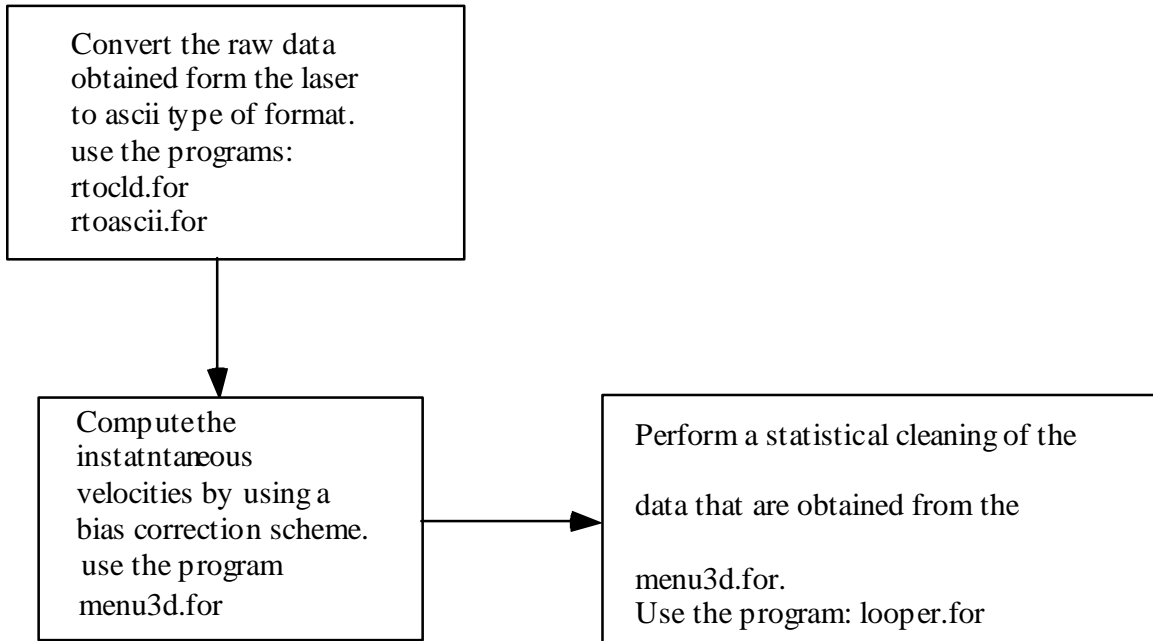 Convert the raw data
obtained form the laser
to ascii type of format.
use the programs:
rtocld.for
rtoascii.for
Compute the
instatntaneous
velocities by using a
bias correction scheme.
use the program
menu3d.for
Perform a statistical cleaning of the
data that are obtained from the
menu3d.for.
Use the program: looper.for